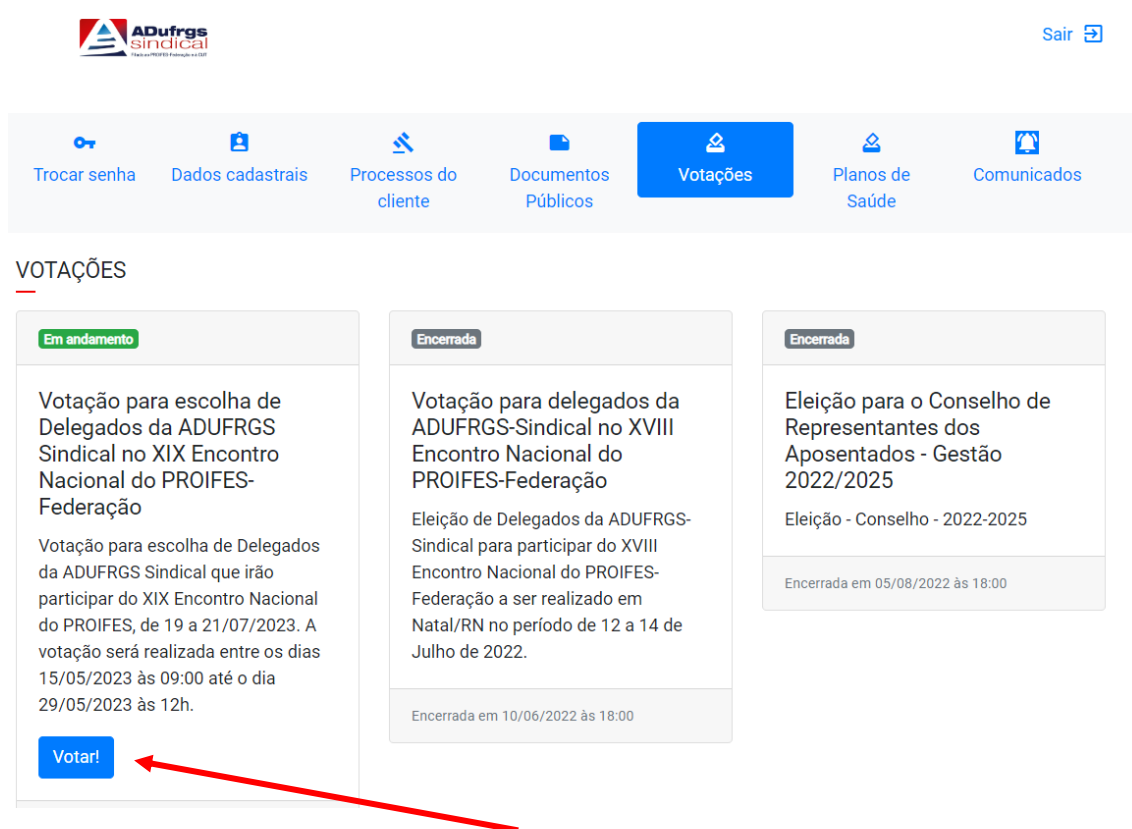 ADufrgs
sindical
Sair
Trocar senha
Dados cadastrais
Processos do
cliente
Documentos
Públicos
Votações
Planos de
Saúde
Comunicados
VOTAÇÕES
Em andamento
Votação para escolha de
Delegados da ADUFRGS
Sindical no XIX Encontro
Nacional do PROIFES-
Federação
Votação para escolha de Delegados
da ADUFRGS Sindical que irão
participar do XIX Encontro Nacional
do PROIFES, de 19 a 21/07/2023. A
votação será realizada entre os dias
15/05/2023 às 09:00 até o dia
29/05/2023 às 12h.
Votar!
Encerrada
Votação para delegados da
ADUFRGS-Sindical no XVIII
Encontro Nacional do
PROIFES-Federação
Eleição de Delegados da ADUFRGS-
Sindical para participar do XVIII
Encontro Nacional do PROIFES-
Federação a ser realizado em
Natal/RN no período de 12 a 14 de
Julho de 2022.
Encerrada em 10/06/2022 às 18:00
Encerrada
Eleição para o Conselho de
Representantes dos
Aposentados - Gestão
2022/2025
Eleição - Conselho - 2022-2025
Encerrada em 05/08/2022 às 18:00